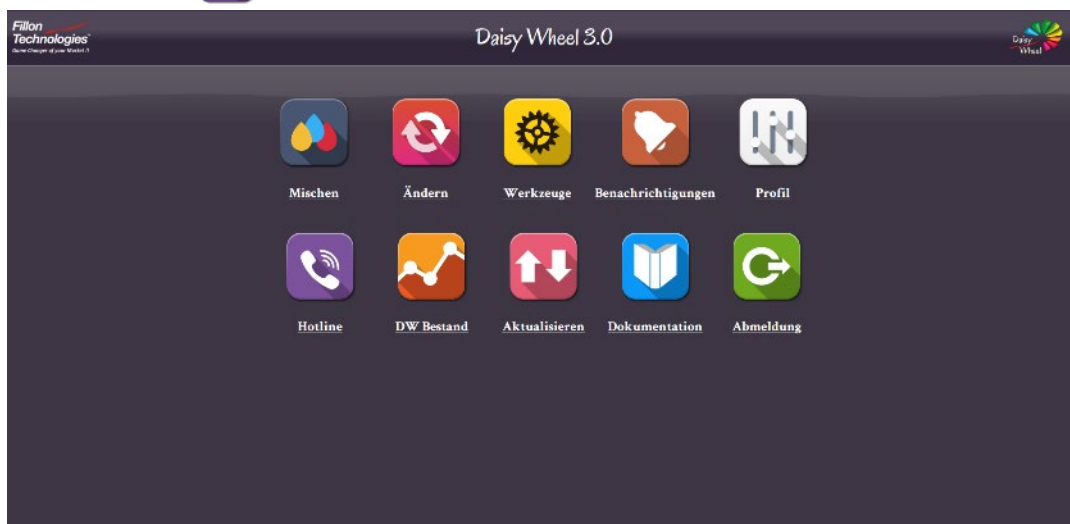 Fillon
Technologies
Daisy Wheel 3.0
Daisy
Wheel
Mischen
Ändern
Werkzeuge
Benachrichtigungen
Profil
Hotline
DW Bestand
Aktualisieren
Dokumentation
Abmeldung